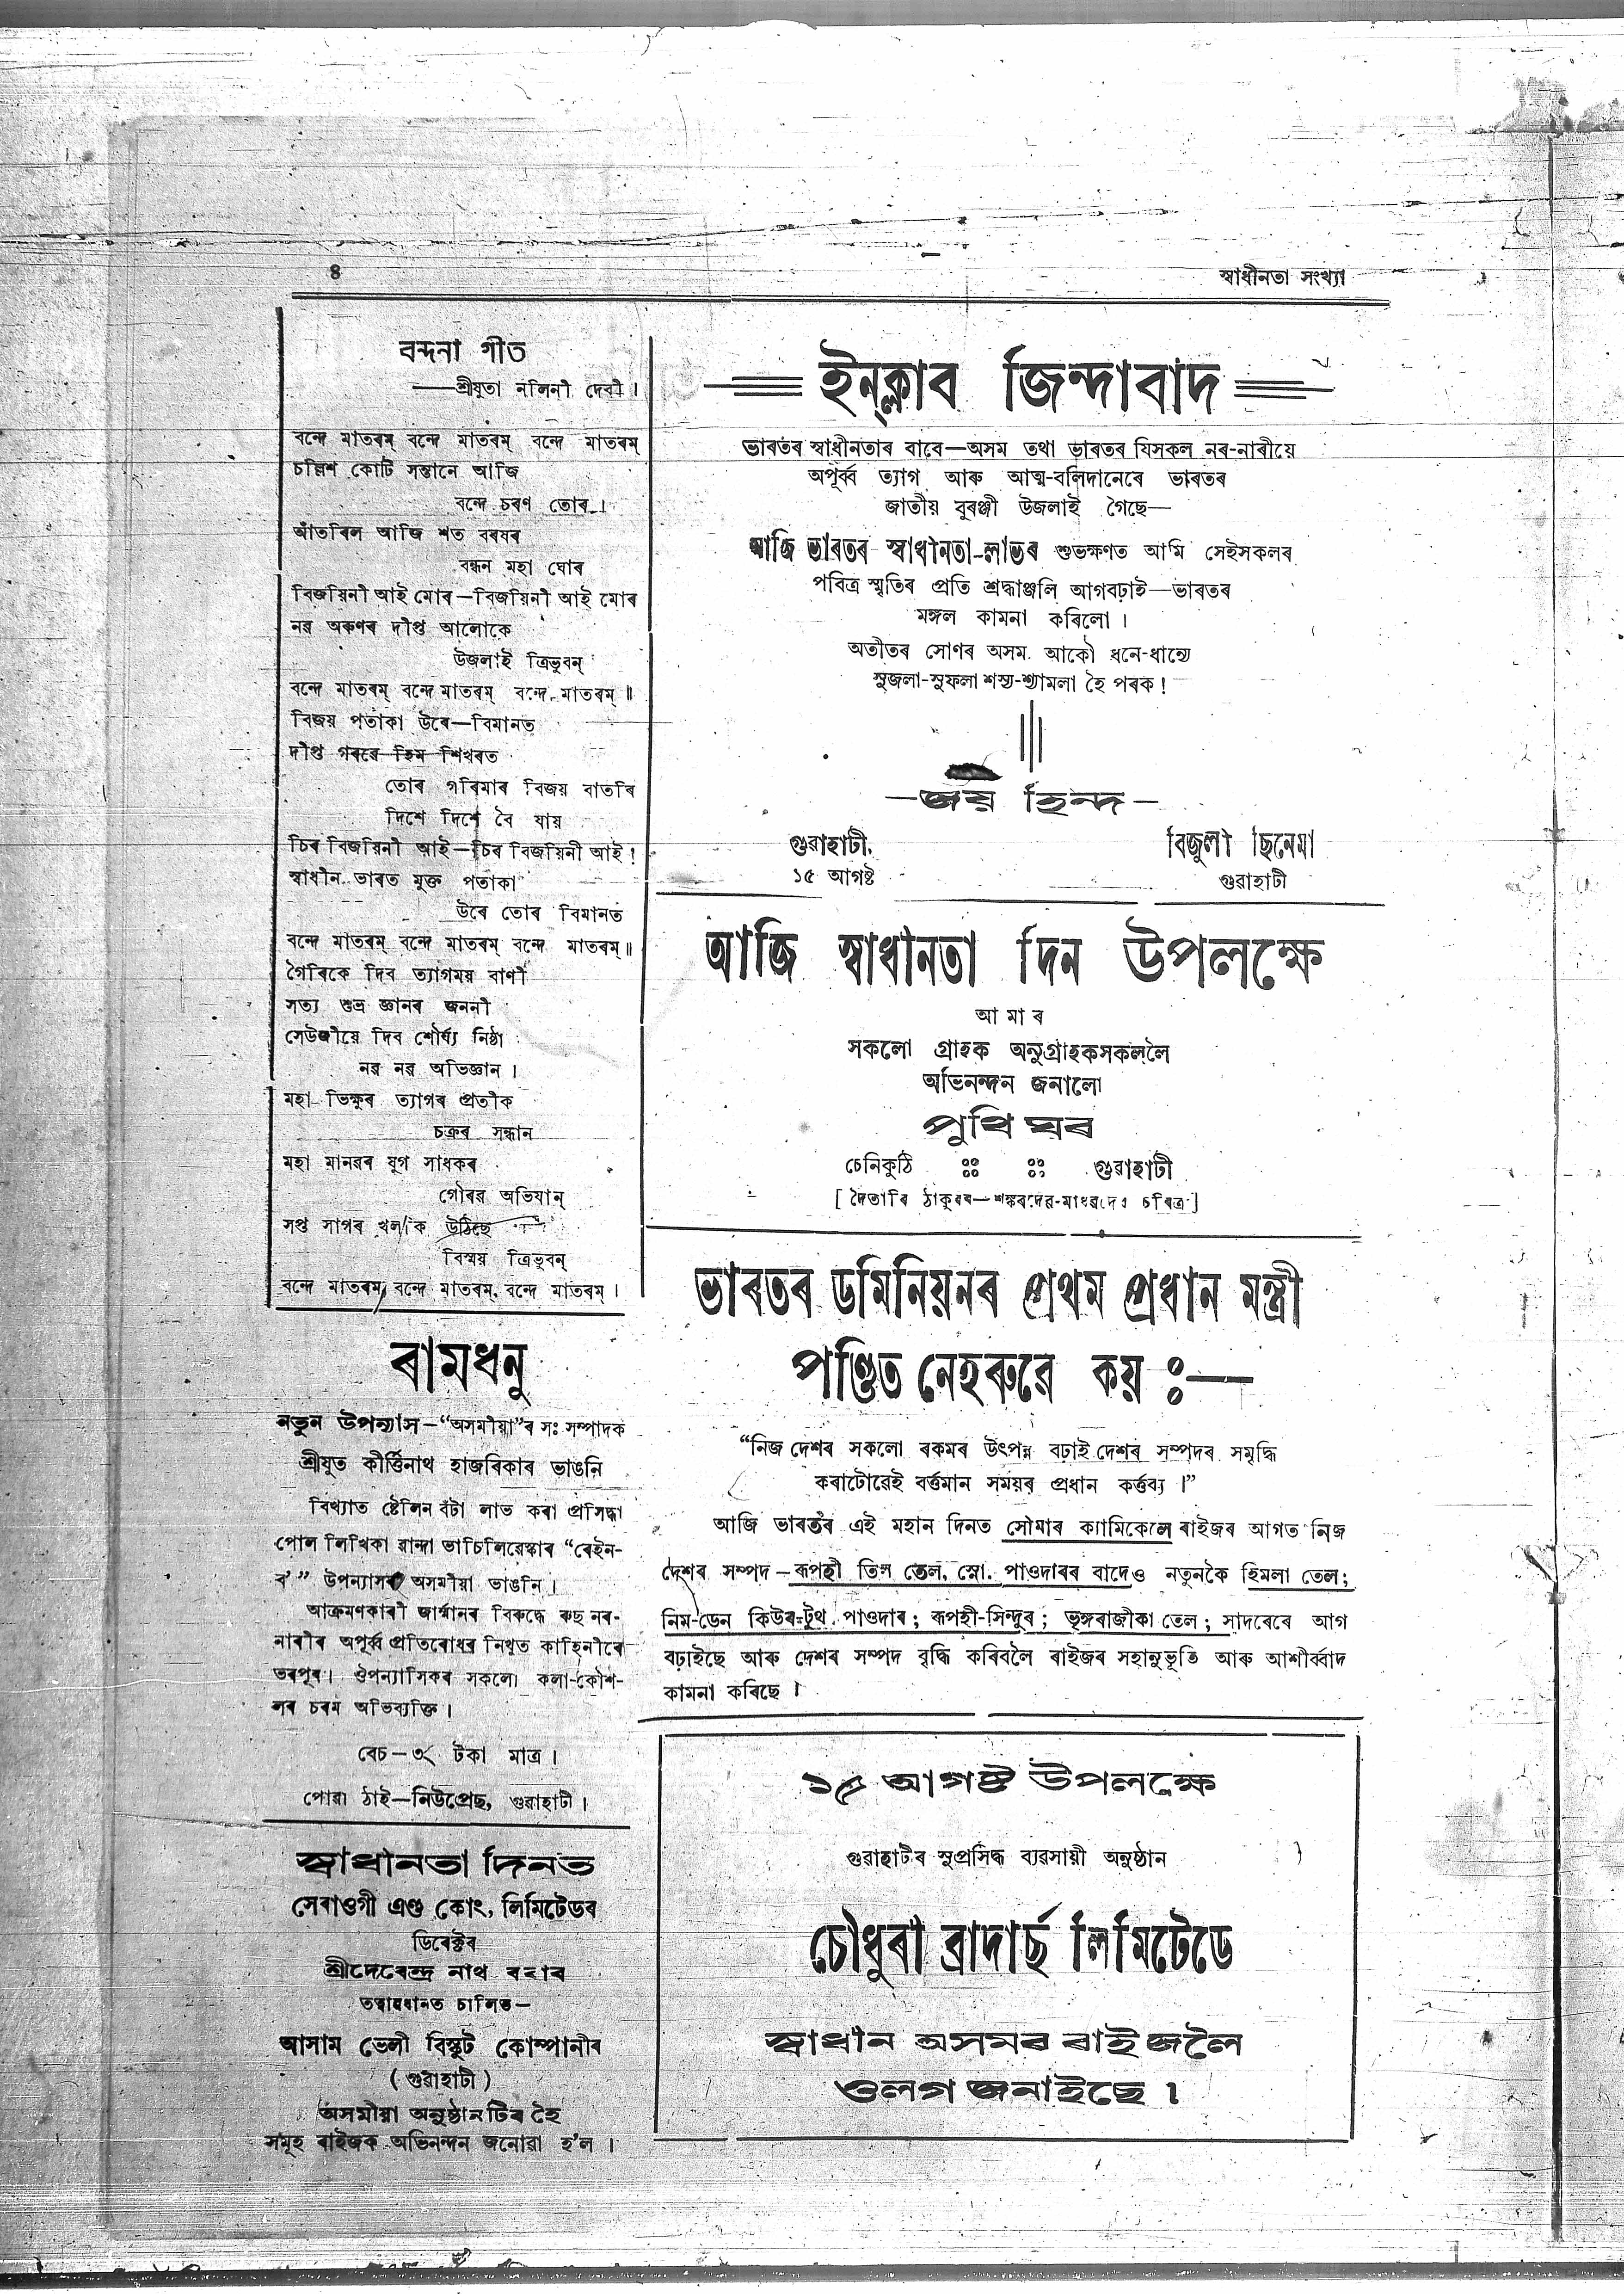 ৪
স্বাধীনতা সংখ্যা
বন্দনা গীত
—শ্ৰীযুতা নলিনী দেবী।
বন্দে মাতৰম্ বন্দে মাতৰম্ বন্দে মাতৰম্
চল্লিশ কোটি সন্তানে আজি
বন্দে চৰণ তোৰ।
আঁতৰিল আজি শত বৰষৰ
বন্ধন মহা ঘোৰ
বিজয়িনী আই মোৰ—বিজয়িনী আই মোৰ
নৱ অৰুণৰ দীপ্ত আলোকে
উজলাই ত্ৰিভুবন্
বন্দে মাতৰম্ বন্দে মাতৰম্ বন্দে মাতৰম্॥
বিজয় পতাকা উৰে—বিমানত
দীপ্ত গৰৱে হিম শিখৰত
তোৰ গৰিমাৰ বিজয় বাতৰি
দিশে দিশে বৈ যায়
চিৰ বিজয়িনী আই—চিৰ বিজয়িনী আই!
স্বাধীন ভাৰত মুক্ত পতাকা
উৰে তোৰ বিমানত
বন্দে মাতৰম্ বন্দে মাতৰম্ বন্দে মাতৰম্॥
গৈৰিকে দিব ত্যাগময় বাণী
সত্য শুভ্ৰ জ্ঞানৰ জননী
সেউজীয়ে দিব শৌৰ্য্য নিষ্ঠা
নৱ নৱ অভিজ্ঞান।
মহা ভিক্ষুৰ ত্যাগৰ প্ৰতীক
চক্ৰৰ সন্ধান
মহা মানৱৰ যুগ সাধকৰ
গৌৰৱ অভিযান্
সপ্ত সাগৰ উঠিছে
বিস্ময় ত্ৰিভুবন্
বন্দে মাতৰম্ বন্দে মাতৰম্ বন্দে মাতৰম্।
ৰামধনু
নতুন উপন্যাস—“অসমীয়া”ৰ সঃ সম্পাদক
শ্ৰীযুত কীৰ্ত্তিনাথ হাজৰিকাৰ ভাঙনি
বিখ্যাত ষ্টেলিন বঁটা লাভ কৰা প্ৰসিদ্ধা
পোল লিখিকা ৱান্দা ভাচিলিৱেস্কাৰ “ৰেইন-
ব’” উপন্যাসৰ অসমীয়া ভাঙনি।
আক্ৰমণকাৰী জাৰ্ম্মানৰ বিৰুদ্ধে ৰুছ নৰ-
নাৰীৰ অপূৰ্ব্ব প্ৰতিৰোধৰ নিখুত কাহিনীৰে
ভৰপূৰ। ঔপন্যাসিকৰ সকলো কলা-কৌশ-
লৰ চৰম অভিব্যক্তি।
বেচ—৩৲ টকা মাত্ৰ।
পোৱা ঠাই—নিউপ্ৰেছ, গুৱাহাটী।
স্বাধীনতা দিনত
সেৰাওগী এণ্ড কোং, লিমিটেডৰ
ডিৰেক্টৰ
শ্ৰীদেবেন্দ্ৰ নাথ
তত্বাৱধানত চালিত—
আসাম ভেলী বিস্কুট কোম্পানীৰ
(গুৱাহাটী)
অসমীয়া অনুষ্ঠানটিৰ হৈ
সমূহ ৰাইজক অভিনন্দন জনোৱা হ’ল।
ইন্‌ক্লাব জিন্দাবাদ
ভাৰতৰ স্বাধীনতাৰ বাবে—অসম তথা ভাৰতৰ যিসকল নৰ-নাৰীয়ে
অপূৰ্ব্ব ত্যাগ আৰু আত্ম-বলিদানেৰে ভাৰতৰ
জাতীয় বুৰঞ্জী উজলাই গৈছে—
আজি ভাৰতৰ স্বাধীনতা-লাভৰ শুভক্ষণত আমি সেইসকলৰ
পবিত্ৰ স্মৃতিৰ প্ৰতি শ্ৰদ্ধাঞ্জলি আগবঢ়াই—ভাৰতৰ
মঙ্গল কামনা কৰিলো।
অতীতৰ সোণৰ অসম আকৌ ধনে-ধান্যে
সুজলা-সুফলা শস্য-শ্যামলা হৈ পৰক!
—জয় হিন্দ—
গুৱাহাটী,
১৫ আগষ্ট
বিজুলী ছিনেমা
গুৱাহাটী
আজি স্বাধীনতা দিন উপলক্ষে
আমাৰ
সকলো গ্ৰাহক অনুগ্ৰাহকসকললৈ
অভিনন্দন জনালো
পুথি ঘৰ
চেনিকুঠি ঃঃ ঃঃ গুৱাহাটী
[ দৈতাৰি ঠাকুৰৰ—শঙ্কৰদেৱ-মাধৱদেৱ চৰিত্ৰ ]
ভাৰতৰ ডমিনিয়নৰ প্ৰথম প্ৰধান মন্ত্ৰী
পণ্ডিত নেহৰুৱে কয় ঃ—
“নিজ দেশৰ সকলো ৰকমৰ উৎপন্ন বঢ়াই দেশৰ সম্পদৰ সমৃদ্ধি
কৰাটোৱেই বৰ্ত্তমান সময়ৰ প্ৰধান কৰ্ত্তব্য।”
আজি ভাৰতৰ এই মহান দিনত সৌমাৰ ক্যামিকেলে ৰাইজৰ আগত নিজ
দেশৰ সম্পদ—ৰূপহী তিল তেল, স্নো, পাওদাৰৰ বাদেও নতুনকৈ হিমলা তেল;
নিম-ডেন কিউৰ-টুথ পাওদাৰ; ৰূপহী-সিন্দুৰ; ভৃঙ্গৰাজীকা তেল; সাদৰেৰে আগ
বঢ়াইছে আৰু দেশৰ সম্পদ বৃদ্ধি কৰিবলৈ ৰাইজৰ সহানুভূতি আৰু আশীৰ্ব্বাদ
কামনা কৰিছে।
১৫ আগষ্ট উপলক্ষে
গুৱাহাটীৰ সুপ্ৰসিদ্ধ ব্যৱসায়ী অনুষ্ঠান
চৌধুৰী ব্ৰাদাৰ্ছ লিমিটেডে
স্বাধীন অসমৰ ৰাইজলৈ
ওলগ জনাইছে।